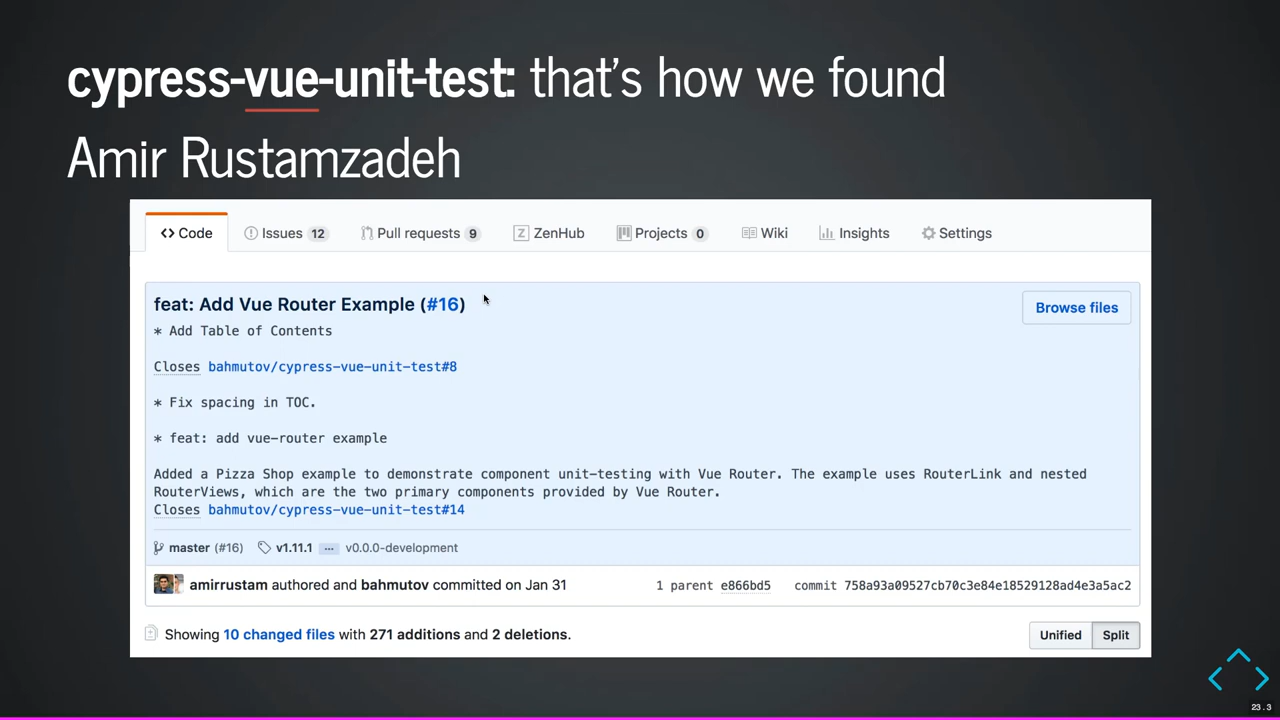 cypress-vue-unit-test: that's how we found
Amir Rustamzadeh
Code Issues 12 Pull requests 9 ZenHub Projects 0 Wiki Insights Settings
feat: Add Vue Router Example (#16)
Browse files
* Add Table of Contents
Closes bahmutov/cypress-vue-unit-test#8
* Fix spacing in TOC.
* feat: add vue-router example
Added a Pizza Shop example to demonstrate component unit-testing with Vue Router. The example uses RouterLink and nested
RouterViews, which are the two primary components provided by Vue Router.
Closes bahmutov/cypress-vue-unit-test#14
master (#16) v1.11.1 ... v0.0.0-development
amirrustam authored and bahmutov committed on Jan 31 1 parent e866bd5 commit 758a93a09527cb70c3e84e18529128ad4e3a5ac2
Showing 10 changed files with 271 additions and 2 deletions. Unified Split
23.3